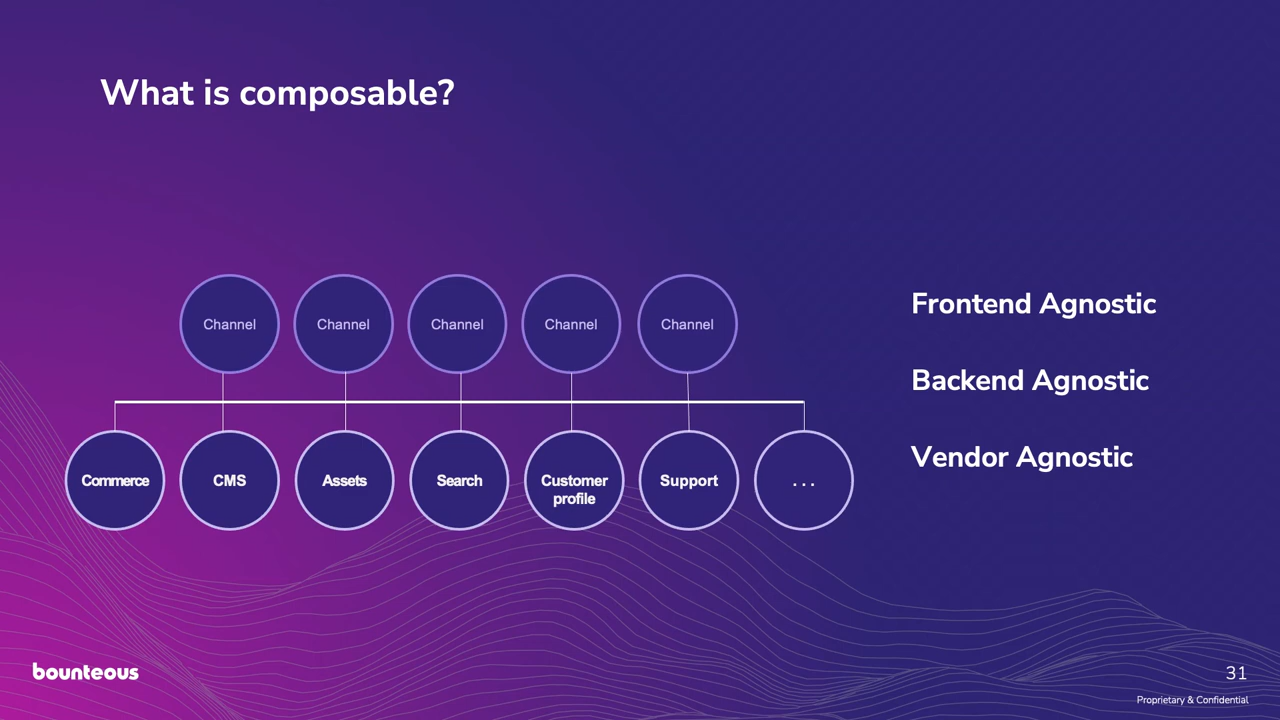 What is composable?
Channel
Channel
Channel
Channel
Channel
Frontend Agnostic
Backend Agnostic
Vendor Agnostic
Commerce
CMS
Assets
Search
Customer
profile
Support
. . .
bounteous
31
Proprietary & Confidential